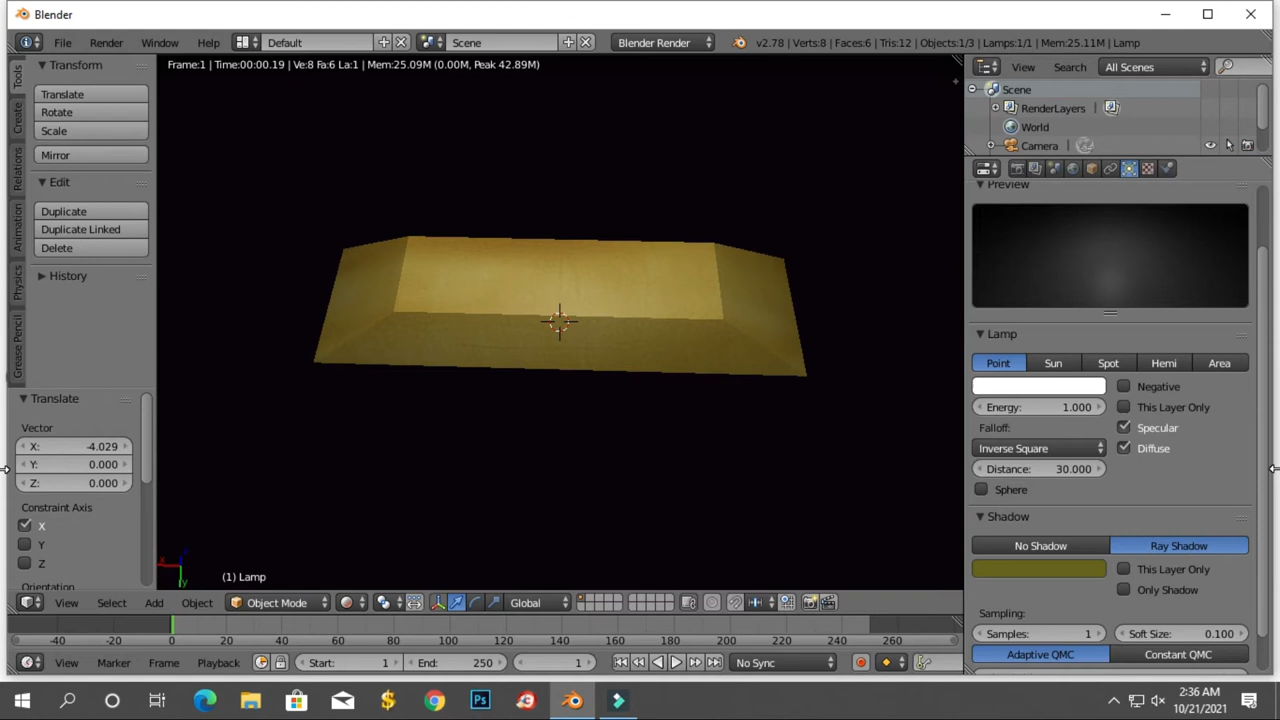 Blender
File Render Window Help Default Scene Blender Render v2.78 | Verts:8 | Faces:6 | Tris:12 | Objects:1/3 | Lamps:1/1 | Mem:25.11M | Lamp
Frame:1 | Time:00:00.19 | Ve:8 Fa:6 La:1 | Mem:25.09M (0.00M, Peak 42.89M)
View Search All Scenes
Scene
RenderLayers |
World
Camera |
Tools
Create
Relations
Animation
Physics
Grease Pencil
Transform
Translate
Rotate
Scale
Mirror
Edit
Duplicate
Duplicate Linked
Delete
History
Translate
Vector
X: -4.029
Y: 0.000
Z: 0.000
Constraint Axis
X
Y
Z
Orientation
x
y
(1) Lamp
Preview
Lamp
Point Sun Spot Hemi Area
Negative
Energy: 1.000 This Layer Only
Falloff: Specular
Inverse Square Diffuse
Distance: 30.000
Sphere
Shadow
No Shadow Ray Shadow
This Layer Only
Only Shadow
Sampling:
Samples: 1 Soft Size: 0.100
Adaptive QMC Constant QMC
View Select Add Object Object Mode Global
-40 -20 0 20 40 60 80 100 120 140 160 180 200 220 240 260
View Marker Frame Playback Start: 1 End: 250 1 No Sync
Ps
2:36 AM
10/21/2021